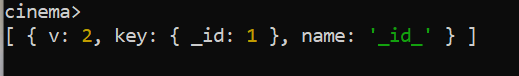 cinema>
[ { v: 2, key: { _id: 1 }, name: '_id_' } ]